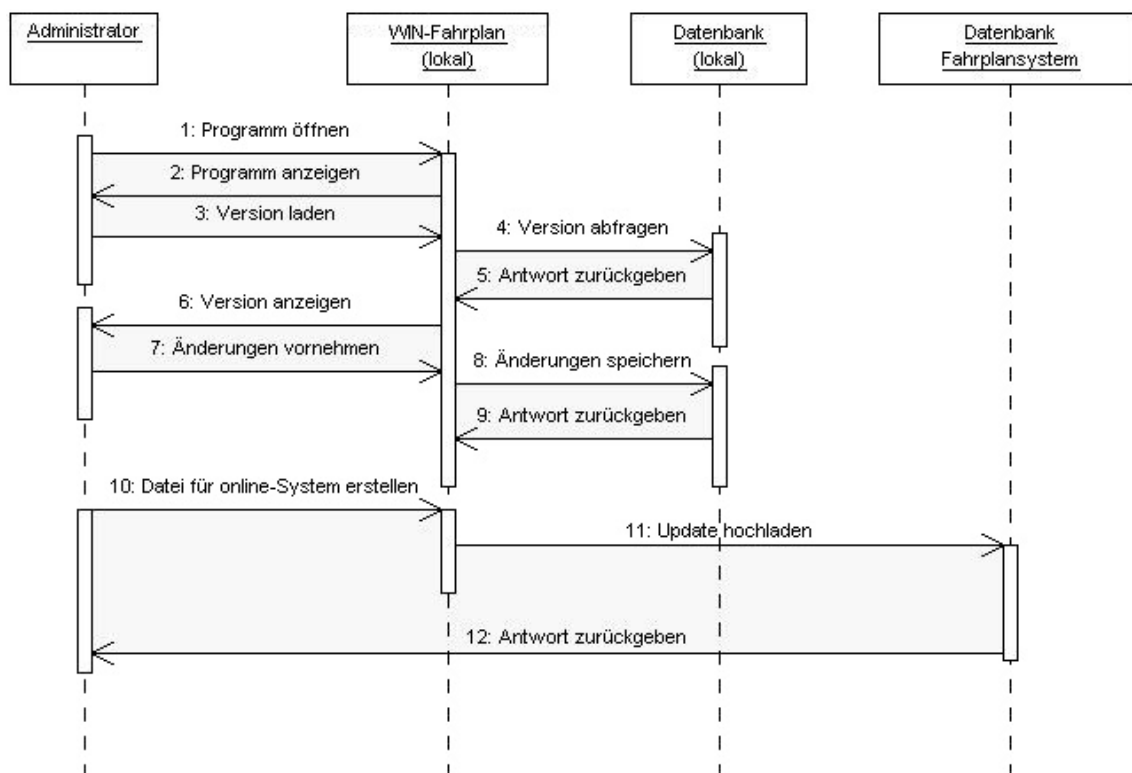 Administrator
WIN-Fahrplan
(lokal)
Datenbank
(lokal)
Datenbank
Fahrplansystem
1: Programm öffnen
2: Programm anzeigen
3: Version laden
4: Version abfragen
5: Antwort zurückgeben
6: Version anzeigen
7: Änderungen vornehmen
8: Änderungen speichern
9: Antwort zurückgeben
10: Datei für online-System erstellen
11: Update hochladen
12: Antwort zurückgeben